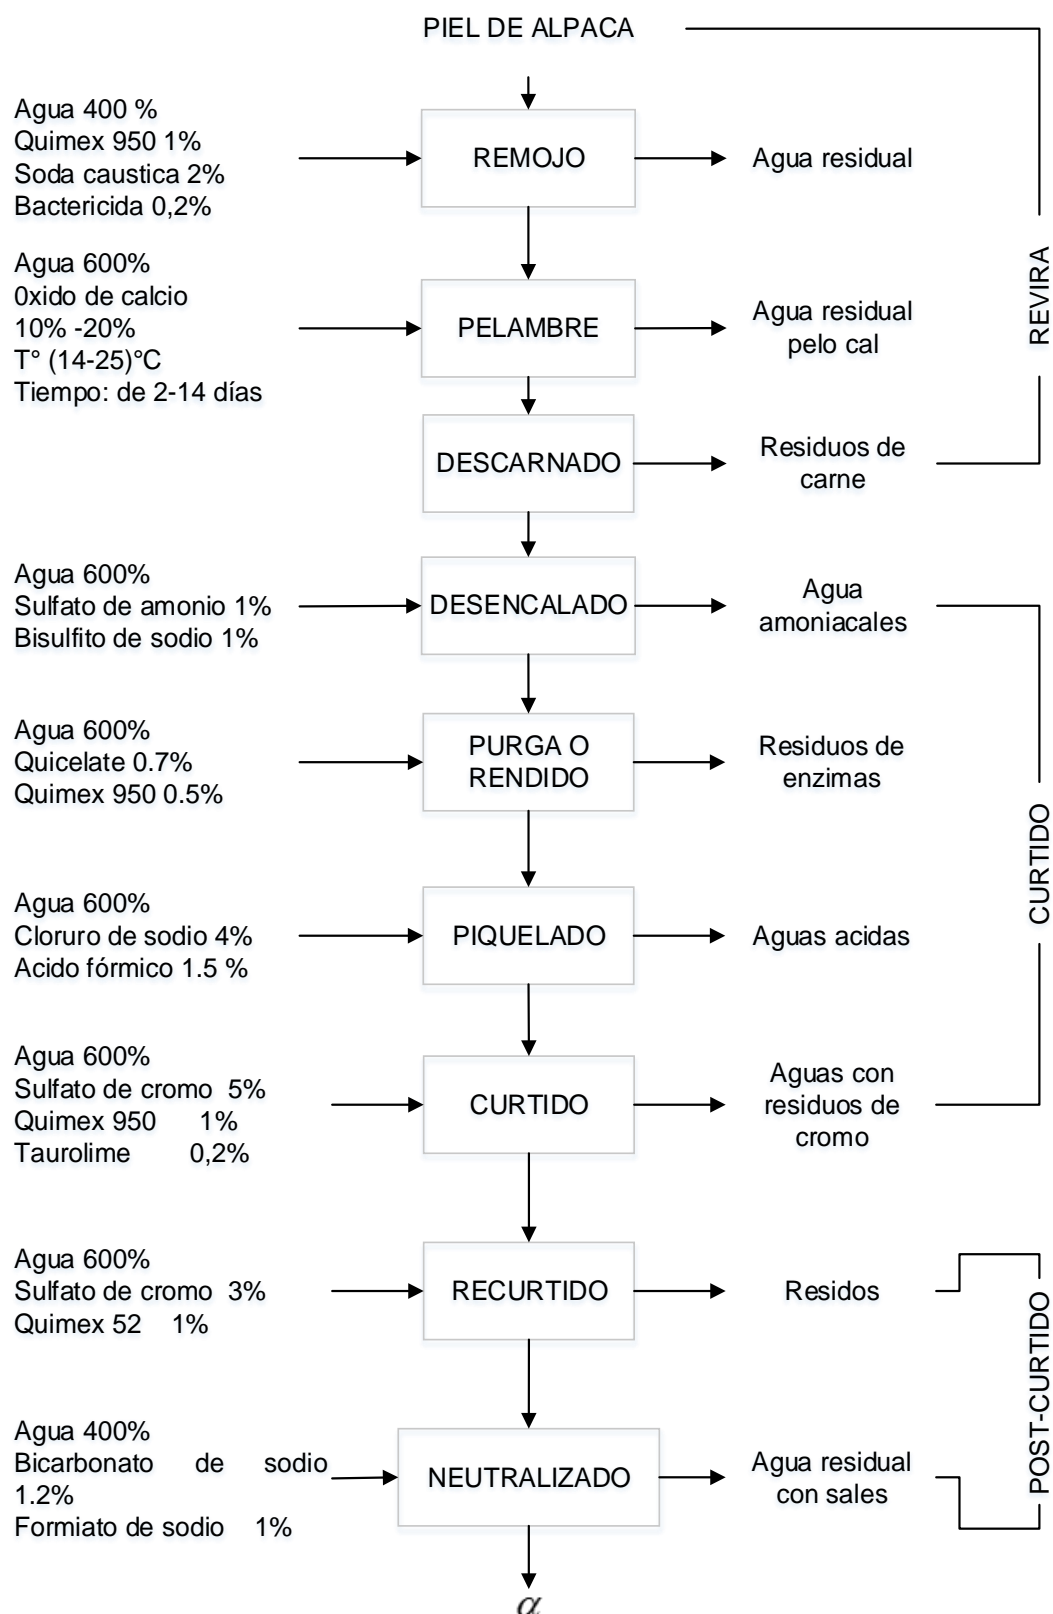 PIEL DE ALPACA
Agua 400 %
Quimex 950 1%
Soda caustica 2%
Bactericida 0,2%
REMOJO
Agua residual
Agua 600%
0xido de calcio
10% -20%
T° (14-25)°C
Tiempo: de 2-14 días
PELAMBRE
Agua residual
pelo cal
REVIRA
DESCARNADO
Residuos de
carne
Agua 600%
Sulfato de amonio 1%
Bisulfito de sodio 1%
DESENCALADO
Agua
amoniacales
Agua 600%
Quicelate 0.7%
Quimex 950 0.5%
PURGA O
RENDIDO
Residuos de
enzimas
CURTIDO
Agua 600%
Cloruro de sodio 4%
Acido fórmico 1.5 %
PIQUELADO
Aguas acidas
Agua 600%
Sulfato de cromo 5%
Quimex 950 1%
Taurolime 0,2%
CURTIDO
Aguas con
residuos de
cromo
Agua 600%
Sulfato de cromo 3%
Quimex 52 1%
RECURTIDO
Residos
POST-CURTIDO
Agua 400%
Bicarbonato de sodio
1.2%
Formiato de sodio 1%
NEUTRALIZADO
Agua residual
con sales
α